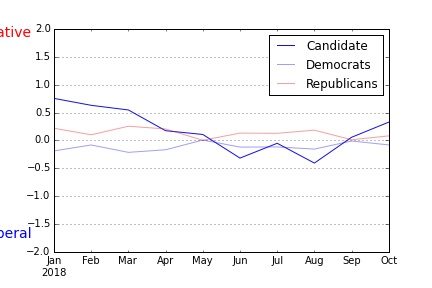 ative
2.0
1.5
1.0
0.5
0.0
−0.5
−1.0
−1.5
−2.0
beral
Candidate
Democrats
Republicans
Jan Feb Mar Apr May Jun Jul Aug Sep Oct
2018